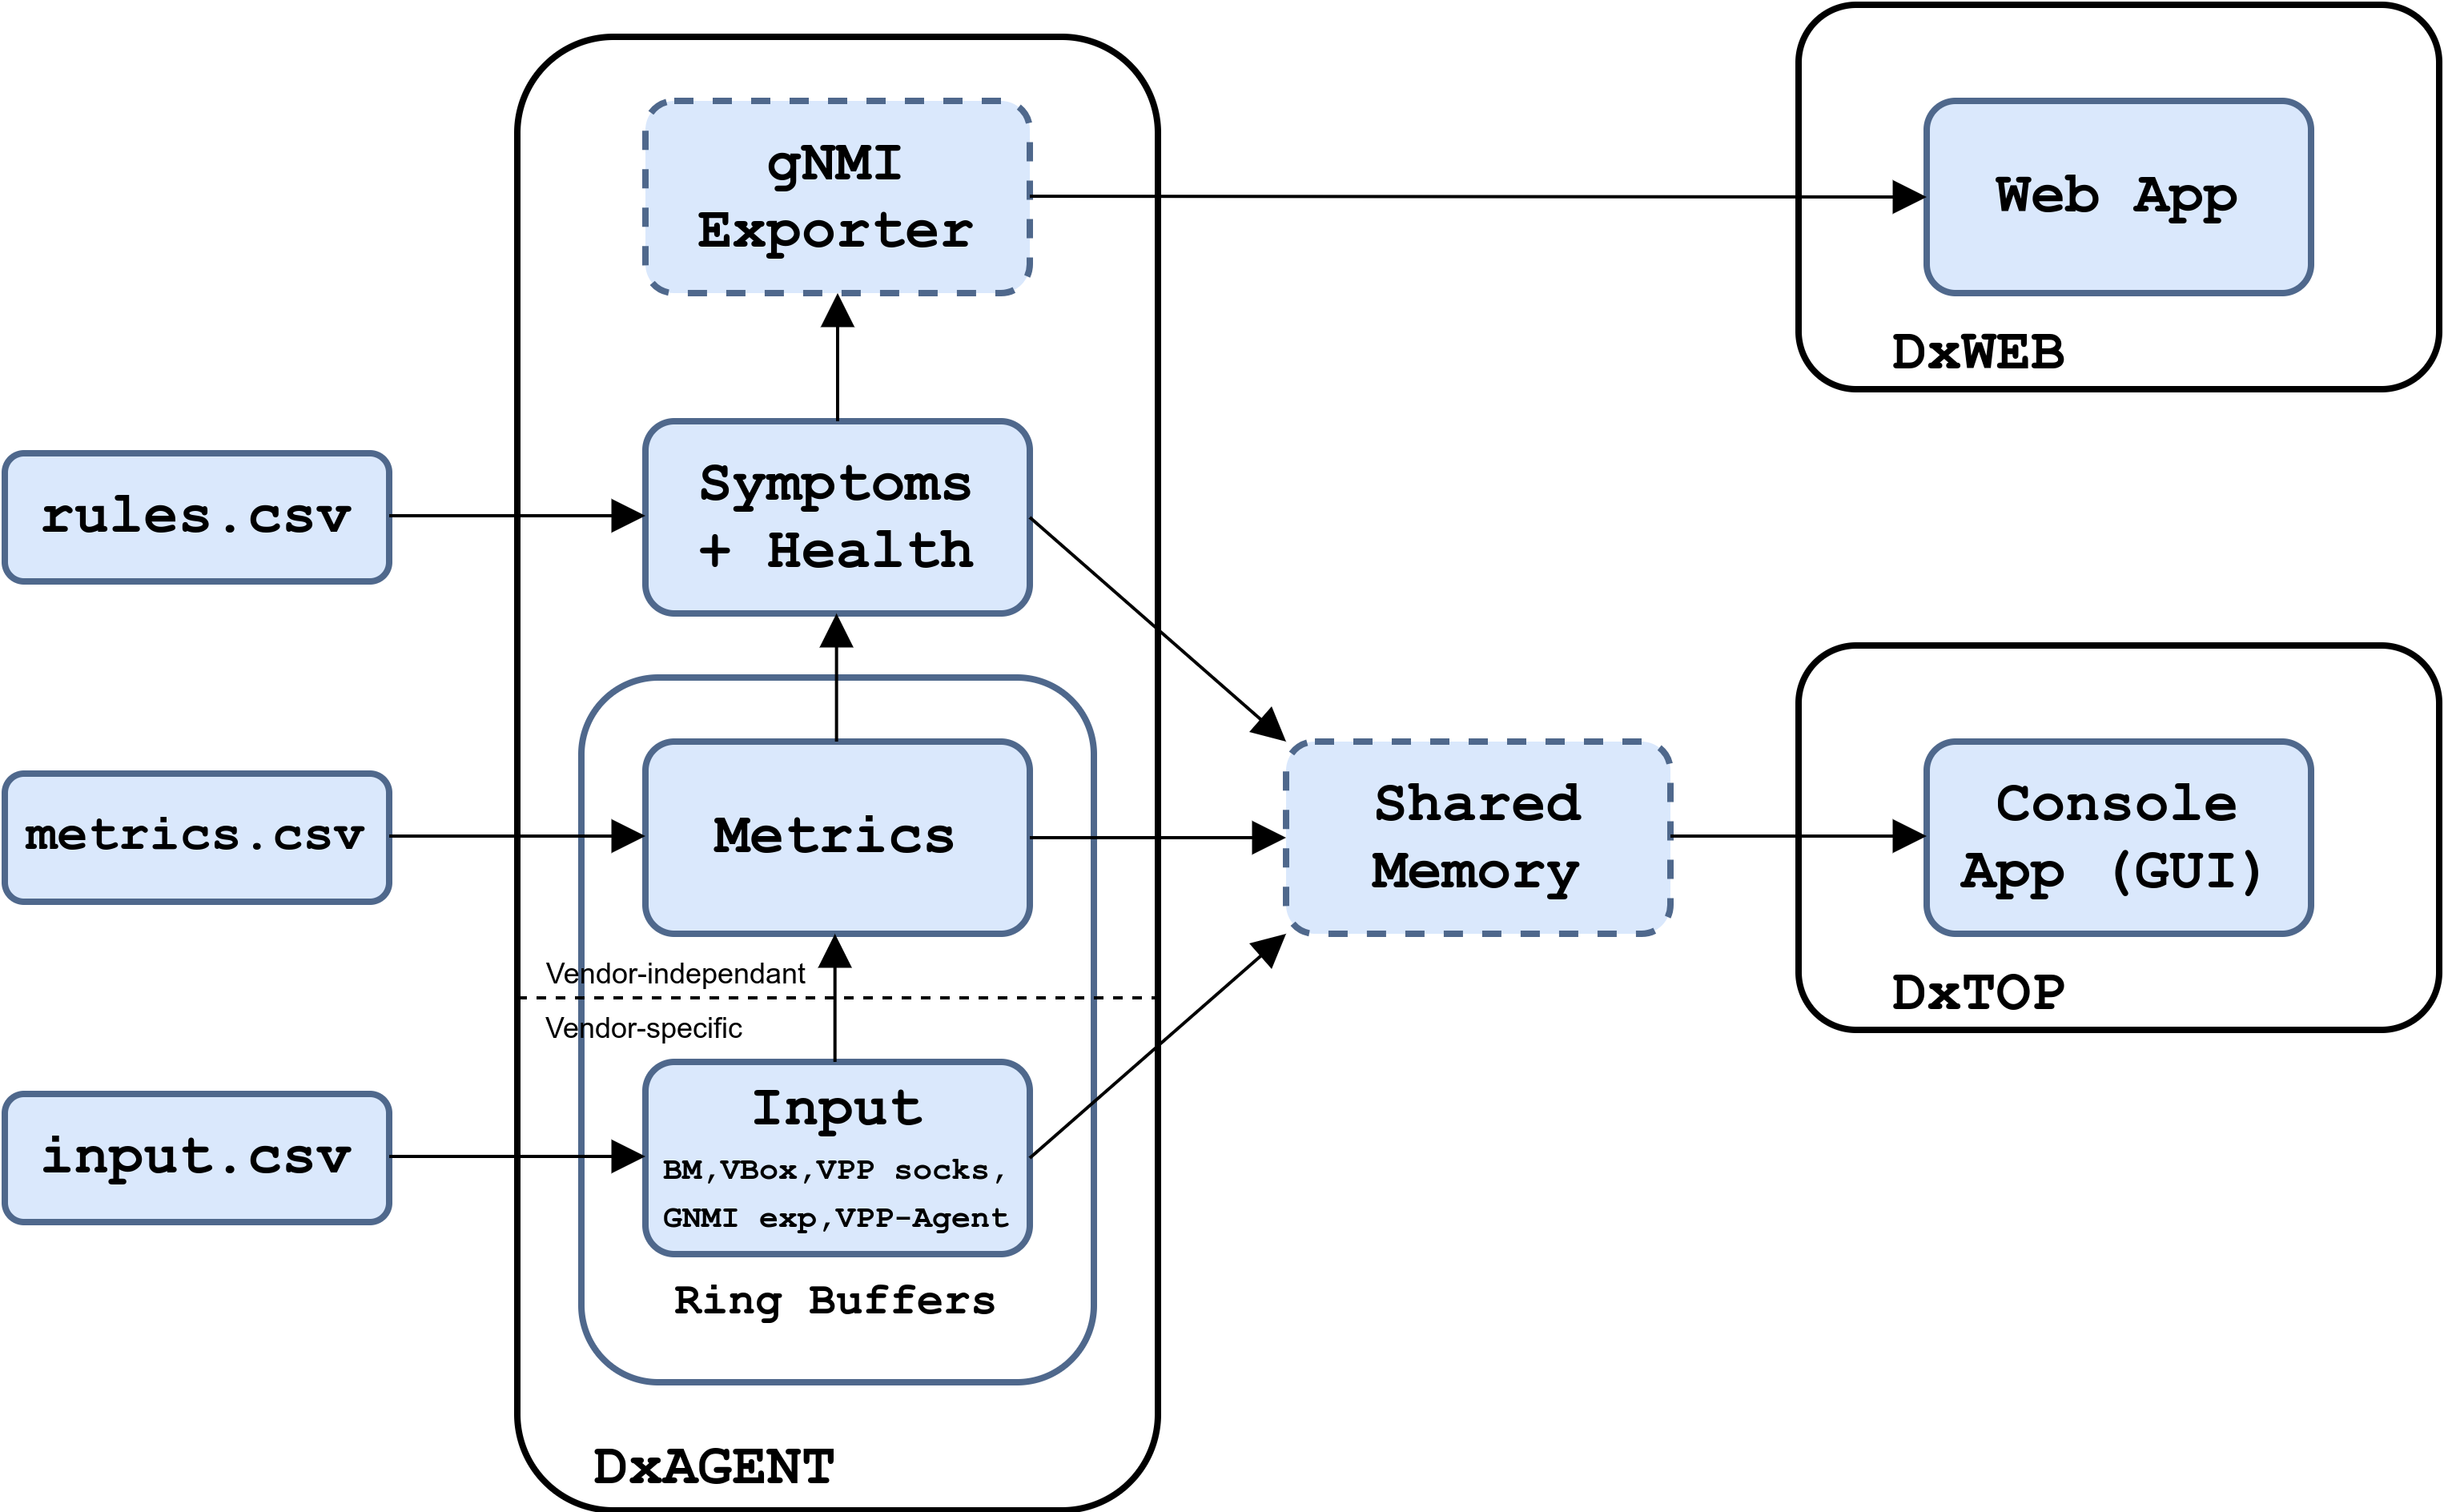 gNMI
Exporter
Web App
DxWEB
rules.csv
Symptoms
+ Health
metrics.csv
Metrics
Shared
Memory
Console
App (GUI)
DxTOP
Vendor-independant
Vendor-specific
input.csv
Input
BM,VBox,VPP socks,
GNMI exp,VPP-Agent
Ring Buffers
DxAGENT